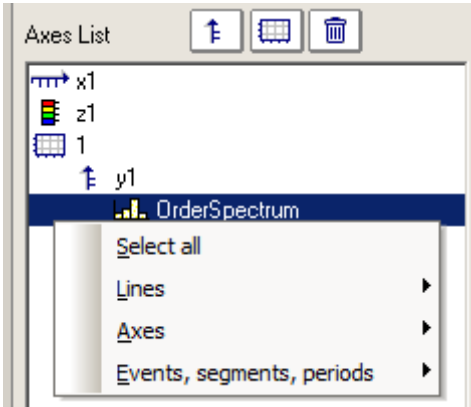 Axes List
x1
z1
1
y1
OrderSpectrum
Select all
Lines
Axes
Events, segments, periods